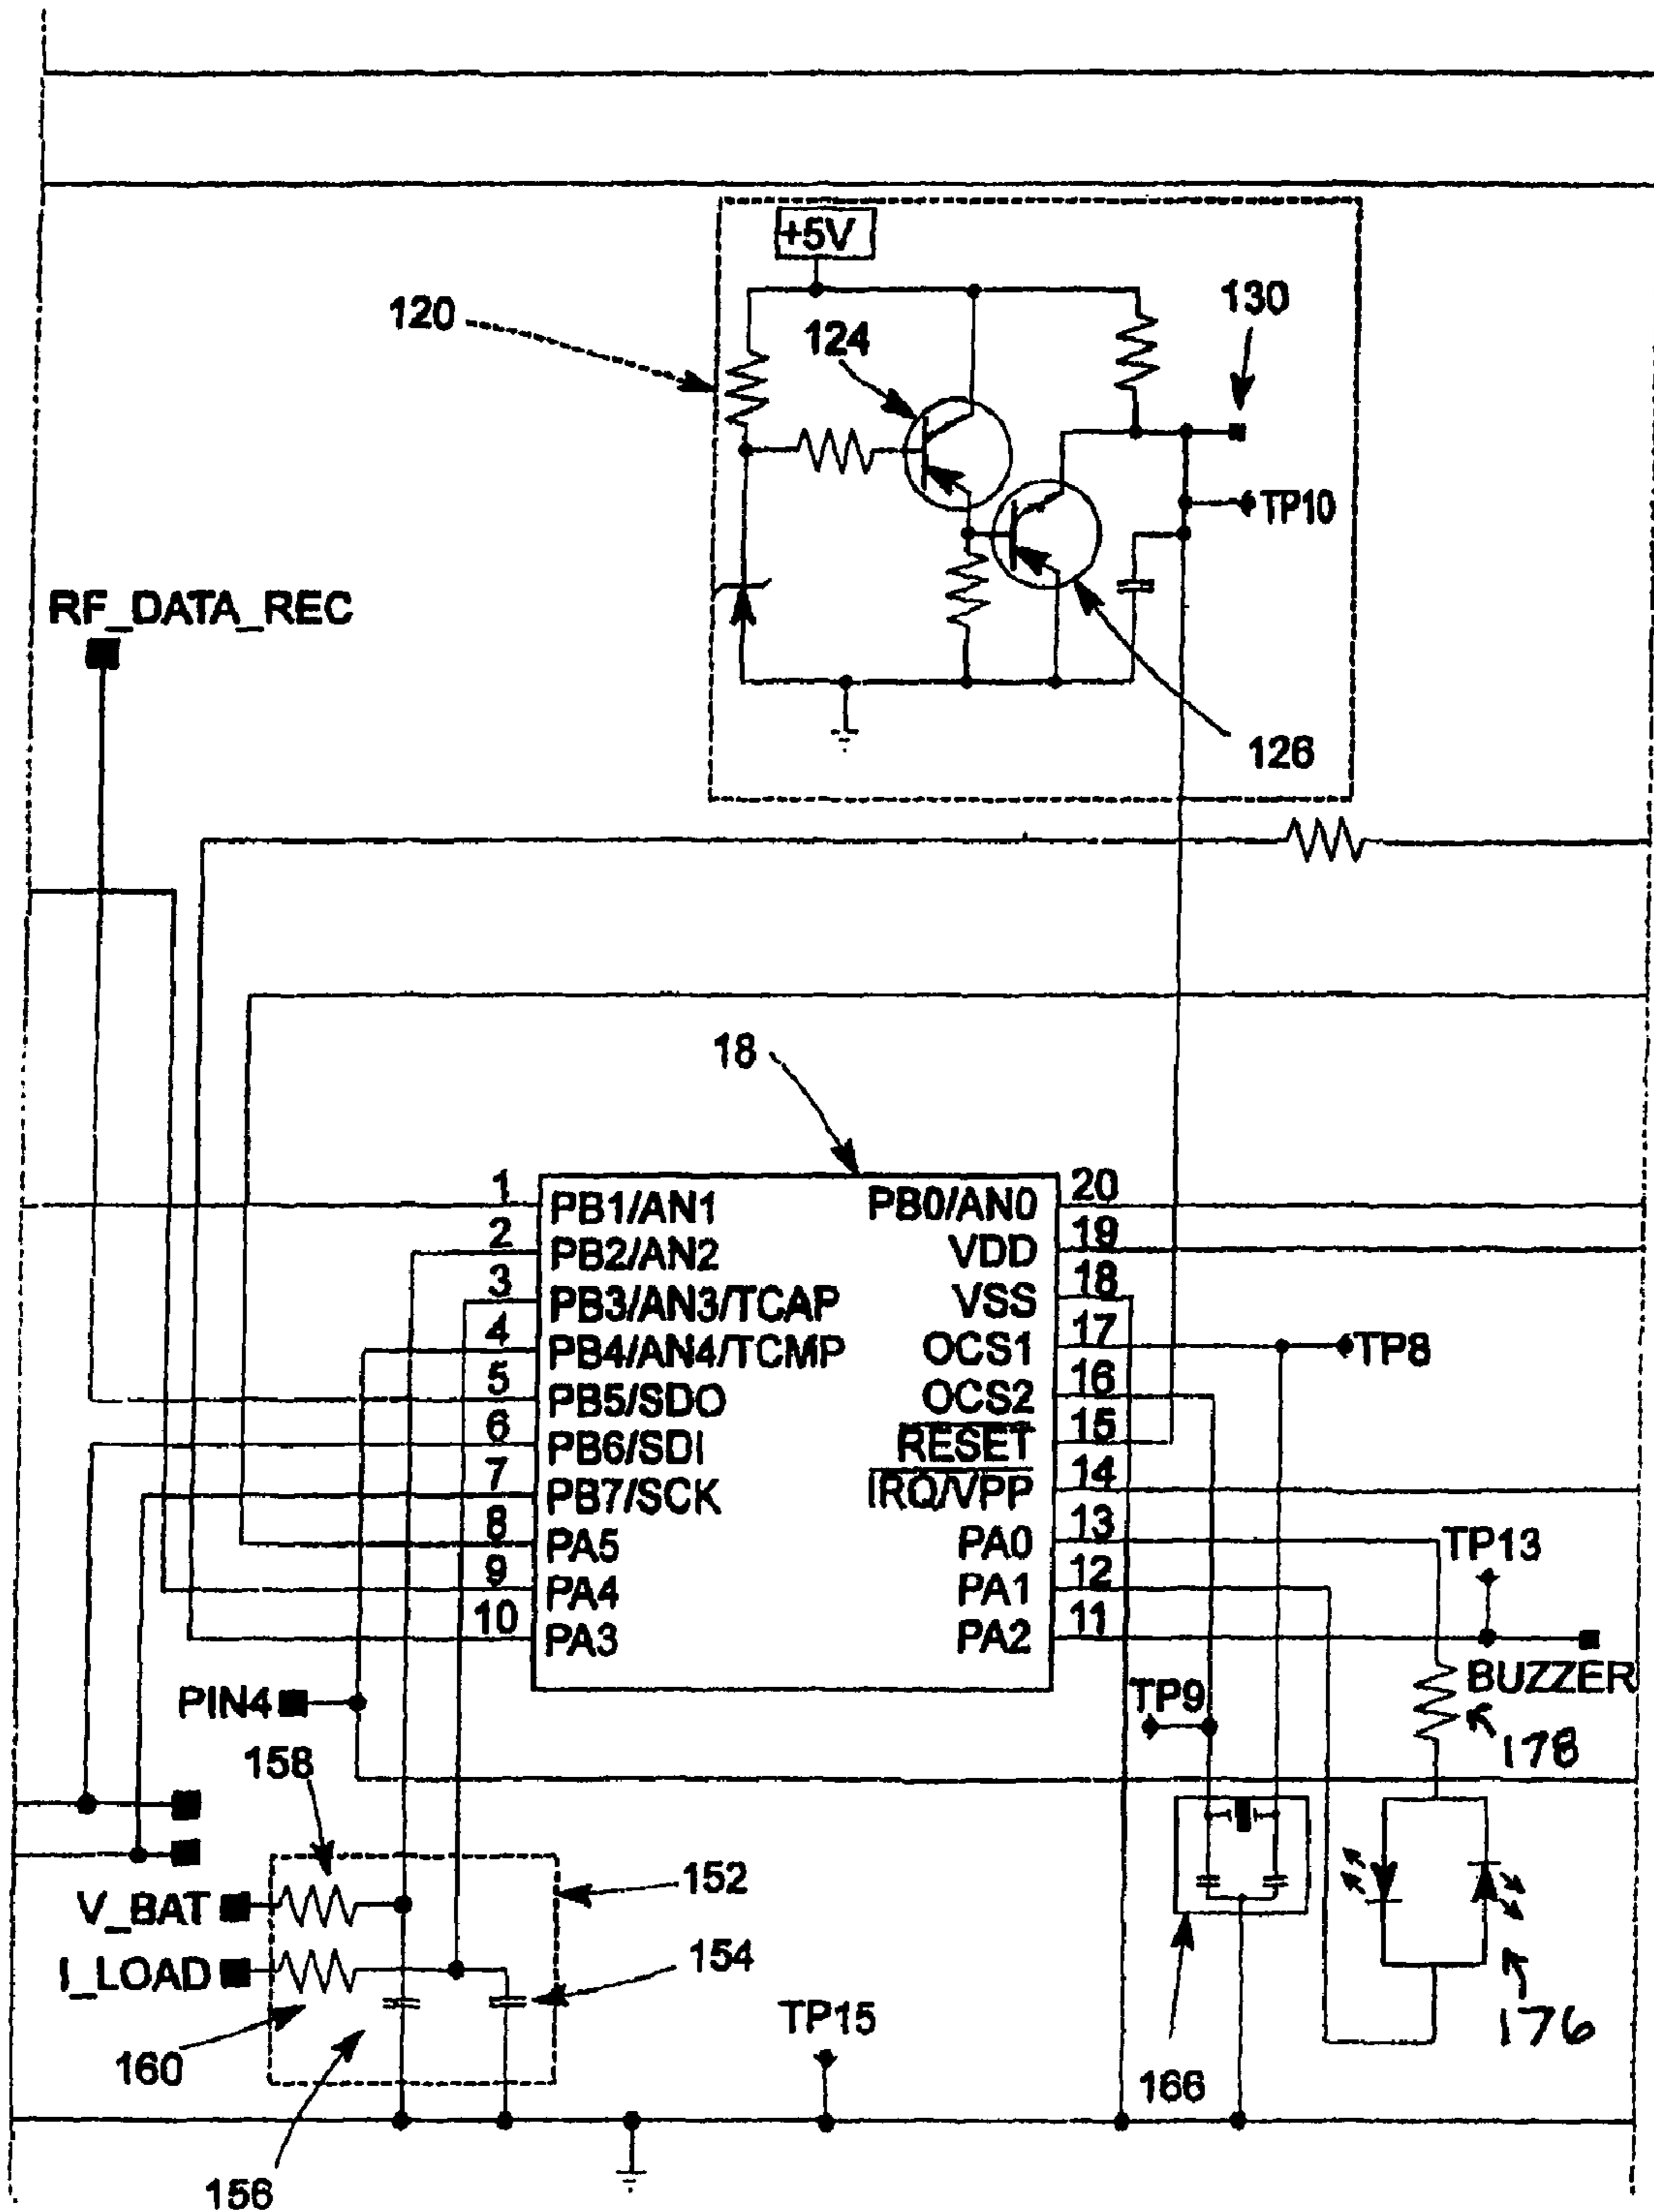 +5V
120
124
130
TP10
RF_DATA_REC
126
18
1 PB1/AN1 PB0/AN0 20
2 PB2/AN2 VDD 19
3 PB3/AN3/TCAP VSS 18
4 PB4/AN4/TCMP OCS1 17 TP8
5 PB5/SDO OCS2 16
6 PB6/SDI RESET 15
7 PB7/SCK IRQ/VPP 14
8 PA5 PA0 13 TP13
9 PA4 PA1 12
10 PA3 PA2 11
BUZZER
PIN4
TP9
178
158
V_BAT
152
I_LOAD
154
160
TP15
166
176
156